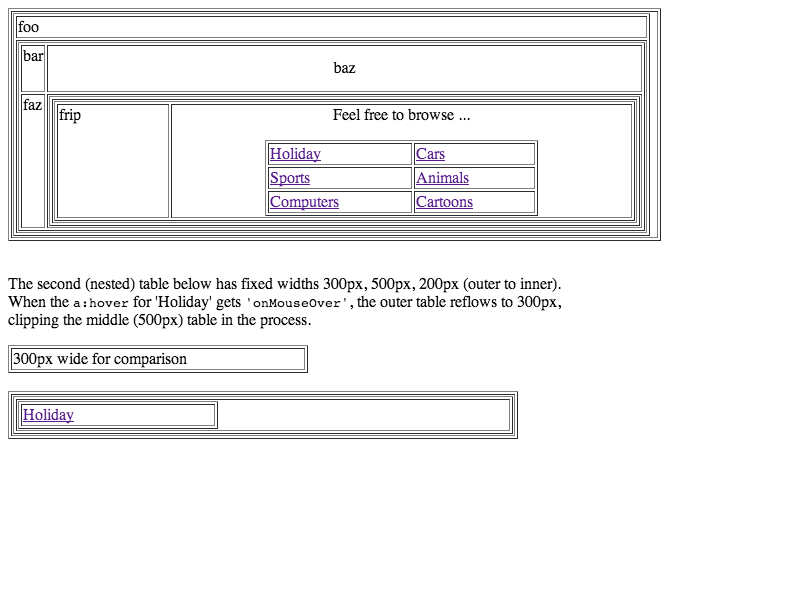 foo
bar
baz
faz
frip
Feel free to browse ...
Holiday
Cars
Sports
Animals
Computers
Cartoons
The second (nested) table below has fixed widths 300px, 500px, 200px (outer to inner).
When the a:hover for 'Holiday' gets 'onMouseOver', the outer table reflows to 300px,
clipping the middle (500px) table in the process.
300px wide for comparison
Holiday